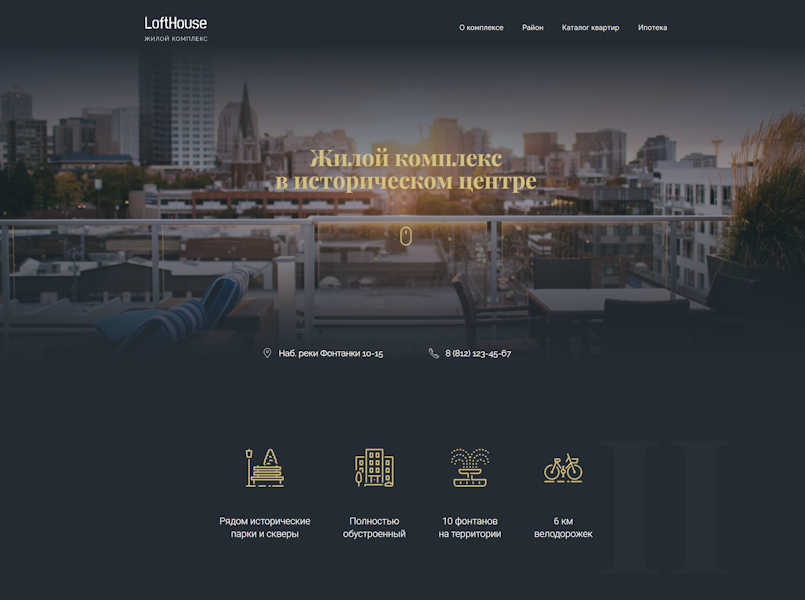 LoftHouse
ЖИЛОЙ КОМПЛЕКС
О комплексе Район Каталог квартир Ипотека
Жилой комплекс
в историческом центре
Наб. реки Фонтанки 10-15 8 (812) 123-45-67
Рядом исторические
парки и скверы
Полностью
обустроенный
10 фонтанов
на территории
6 км
велодорожек
II